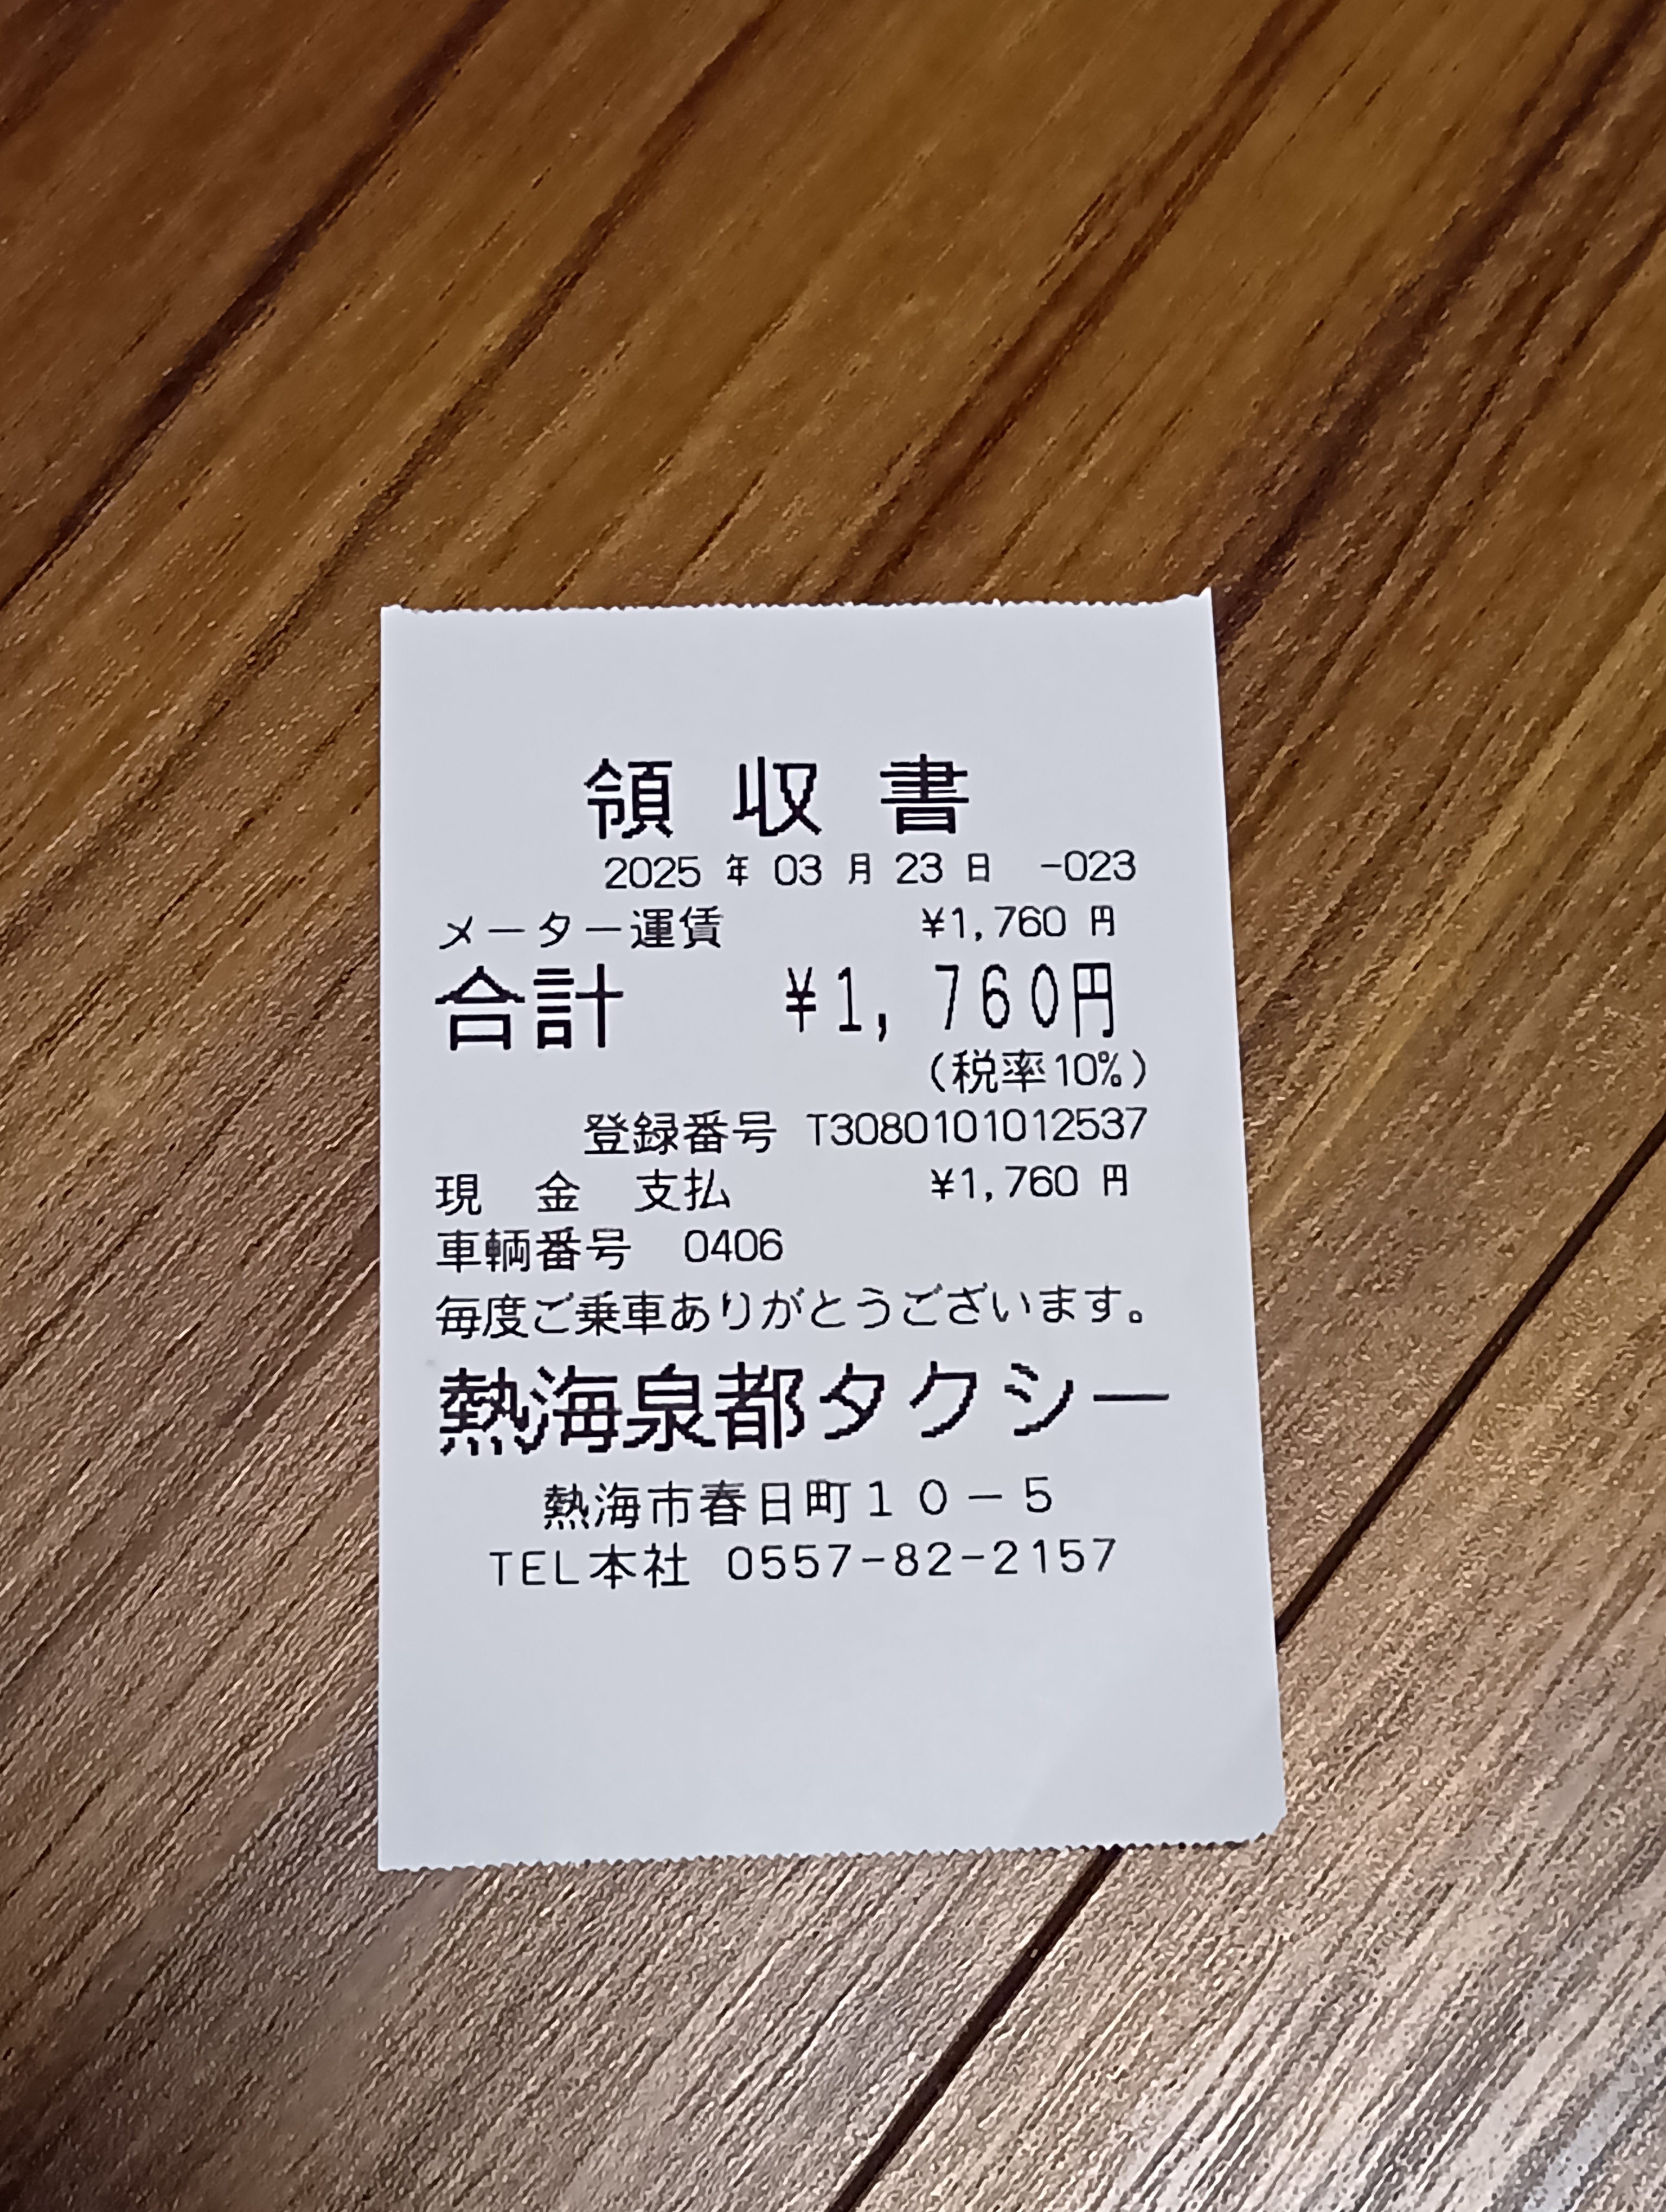 領収書
2025 年 03 月 23 日 -023
メーター運賃 ¥1,760 円
合計 ¥1,760円
(税率10%)
登録番号 T3080101012537
現 金 支払 ¥1,760 円
車輌番号 0406
毎度ご乗車ありがとうございます。
熱海泉都タクシー
熱海市春日町10-5
TEL本社 0557-82-2157